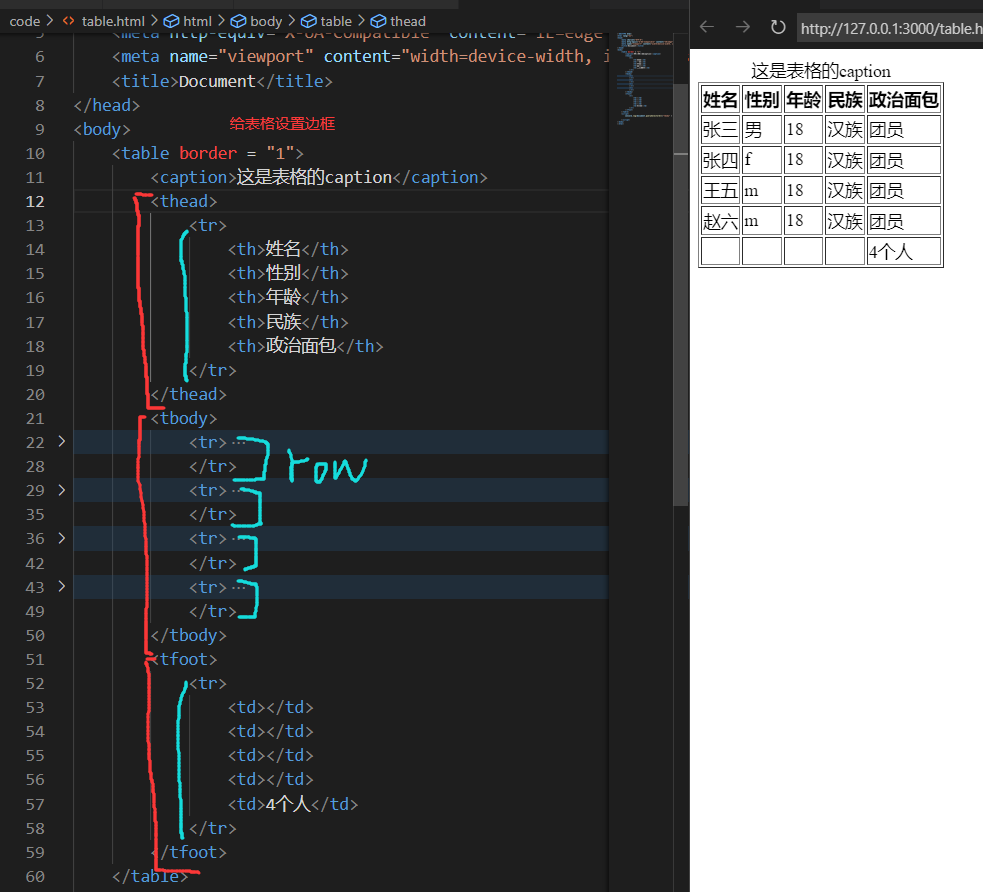 code > table.html > html > body > table > thead
http://127.0.0.1:3000/table.h
5 <meta http-equiv="X-UA-Compatible" content="IE=edge
6 <meta name="viewport" content="width=device-width, i
7 <title>Document</title>
8 </head>
9 <body>
给表格设置边框
10 <table border = "1">
11 <caption>这是表格的caption</caption>
12 <thead>
13 <tr>
14 <th>姓名</th>
15 <th>性别</th>
16 <th>年龄</th>
17 <th>民族</th>
18 <th>政治面包</th>
19 </tr>
20 </thead>
21 <tbody>
22 <tr>…
28 </tr>
row
29 <tr>…
35 </tr>
36 <tr>…
42 </tr>
43 <tr>…
49 </tr>
50 </tbody>
51 <tfoot>
52 <tr>
53 <td></td>
54 <td></td>
55 <td></td>
56 <td></td>
57 <td>4个人</td>
58 </tr>
59 </tfoot>
60 </table>
这是表格的caption
姓名 性别 年龄 民族 政治面包
张三 男 18 汉族 团员
张四 f 18 汉族 团员
王五 m 18 汉族 团员
赵六 m 18 汉族 团员
4个人